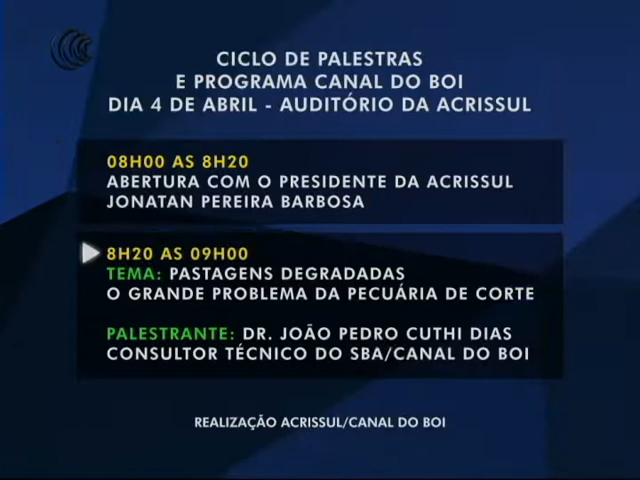 CICLO DE PALESTRAS
E PROGRAMA CANAL DO BOI
DIA 4 DE ABRIL - AUDITÓRIO DA ACRISSUL
08H00 AS 8H20
ABERTURA COM O PRESIDENTE DA ACRISSUL
JONATAN PEREIRA BARBOSA
8H20 AS 09H00
TEMA: PASTAGENS DEGRADADAS
O GRANDE PROBLEMA DA PECUÁRIA DE CORTE
PALESTRANTE: DR. JOÃO PEDRO CUTHI DIAS
CONSULTOR TÉCNICO DO SBA/CANAL DO BOI
REALIZAÇÃO ACRISSUL/CANAL DO BOI